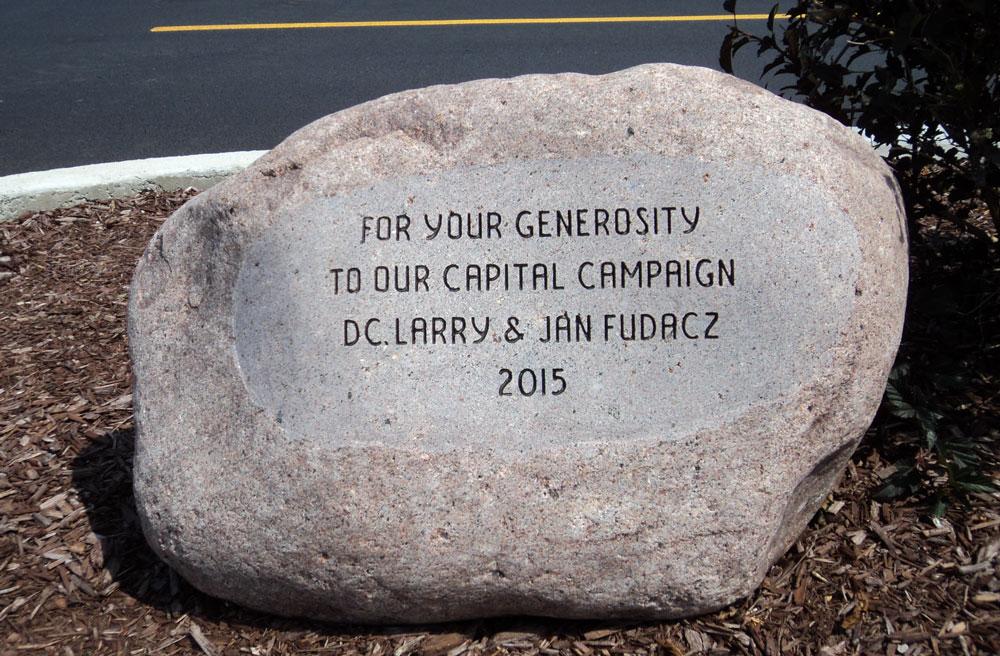 FOR YOUR GENEROSITY
TO OUR CAPITAL CAMPAIGN
DC. LARRY & JAN FUDACZ
2015